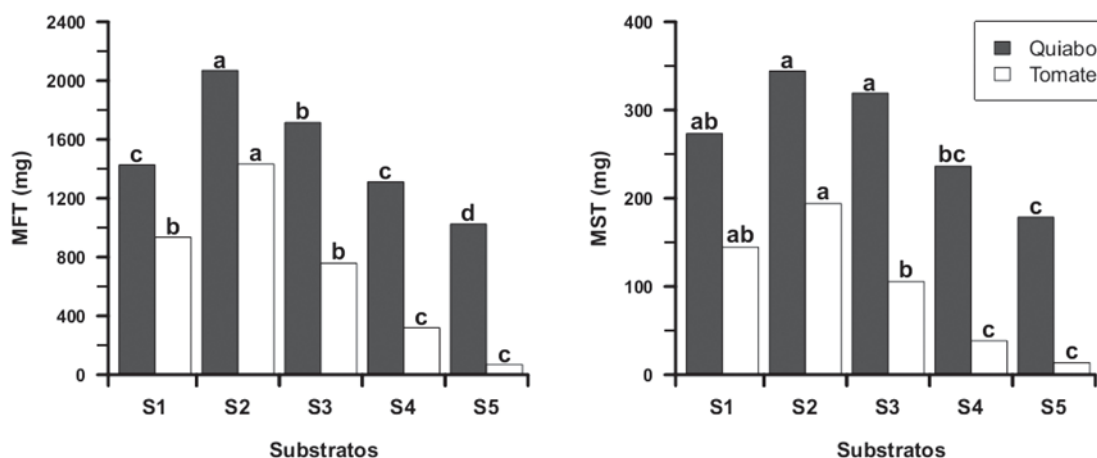 2400
2000
1600
1200
800
400
0
MFT (mg)
c
b
a
a
b
b
c
c
d
c
S1 S2 S3 S4 S5
Substratos
400
300
200
100
0
MST (mg)
ab
ab
a
a
a
b
bc
c
c
c
S1 S2 S3 S4 S5
Substratos
Quiabo
Tomate